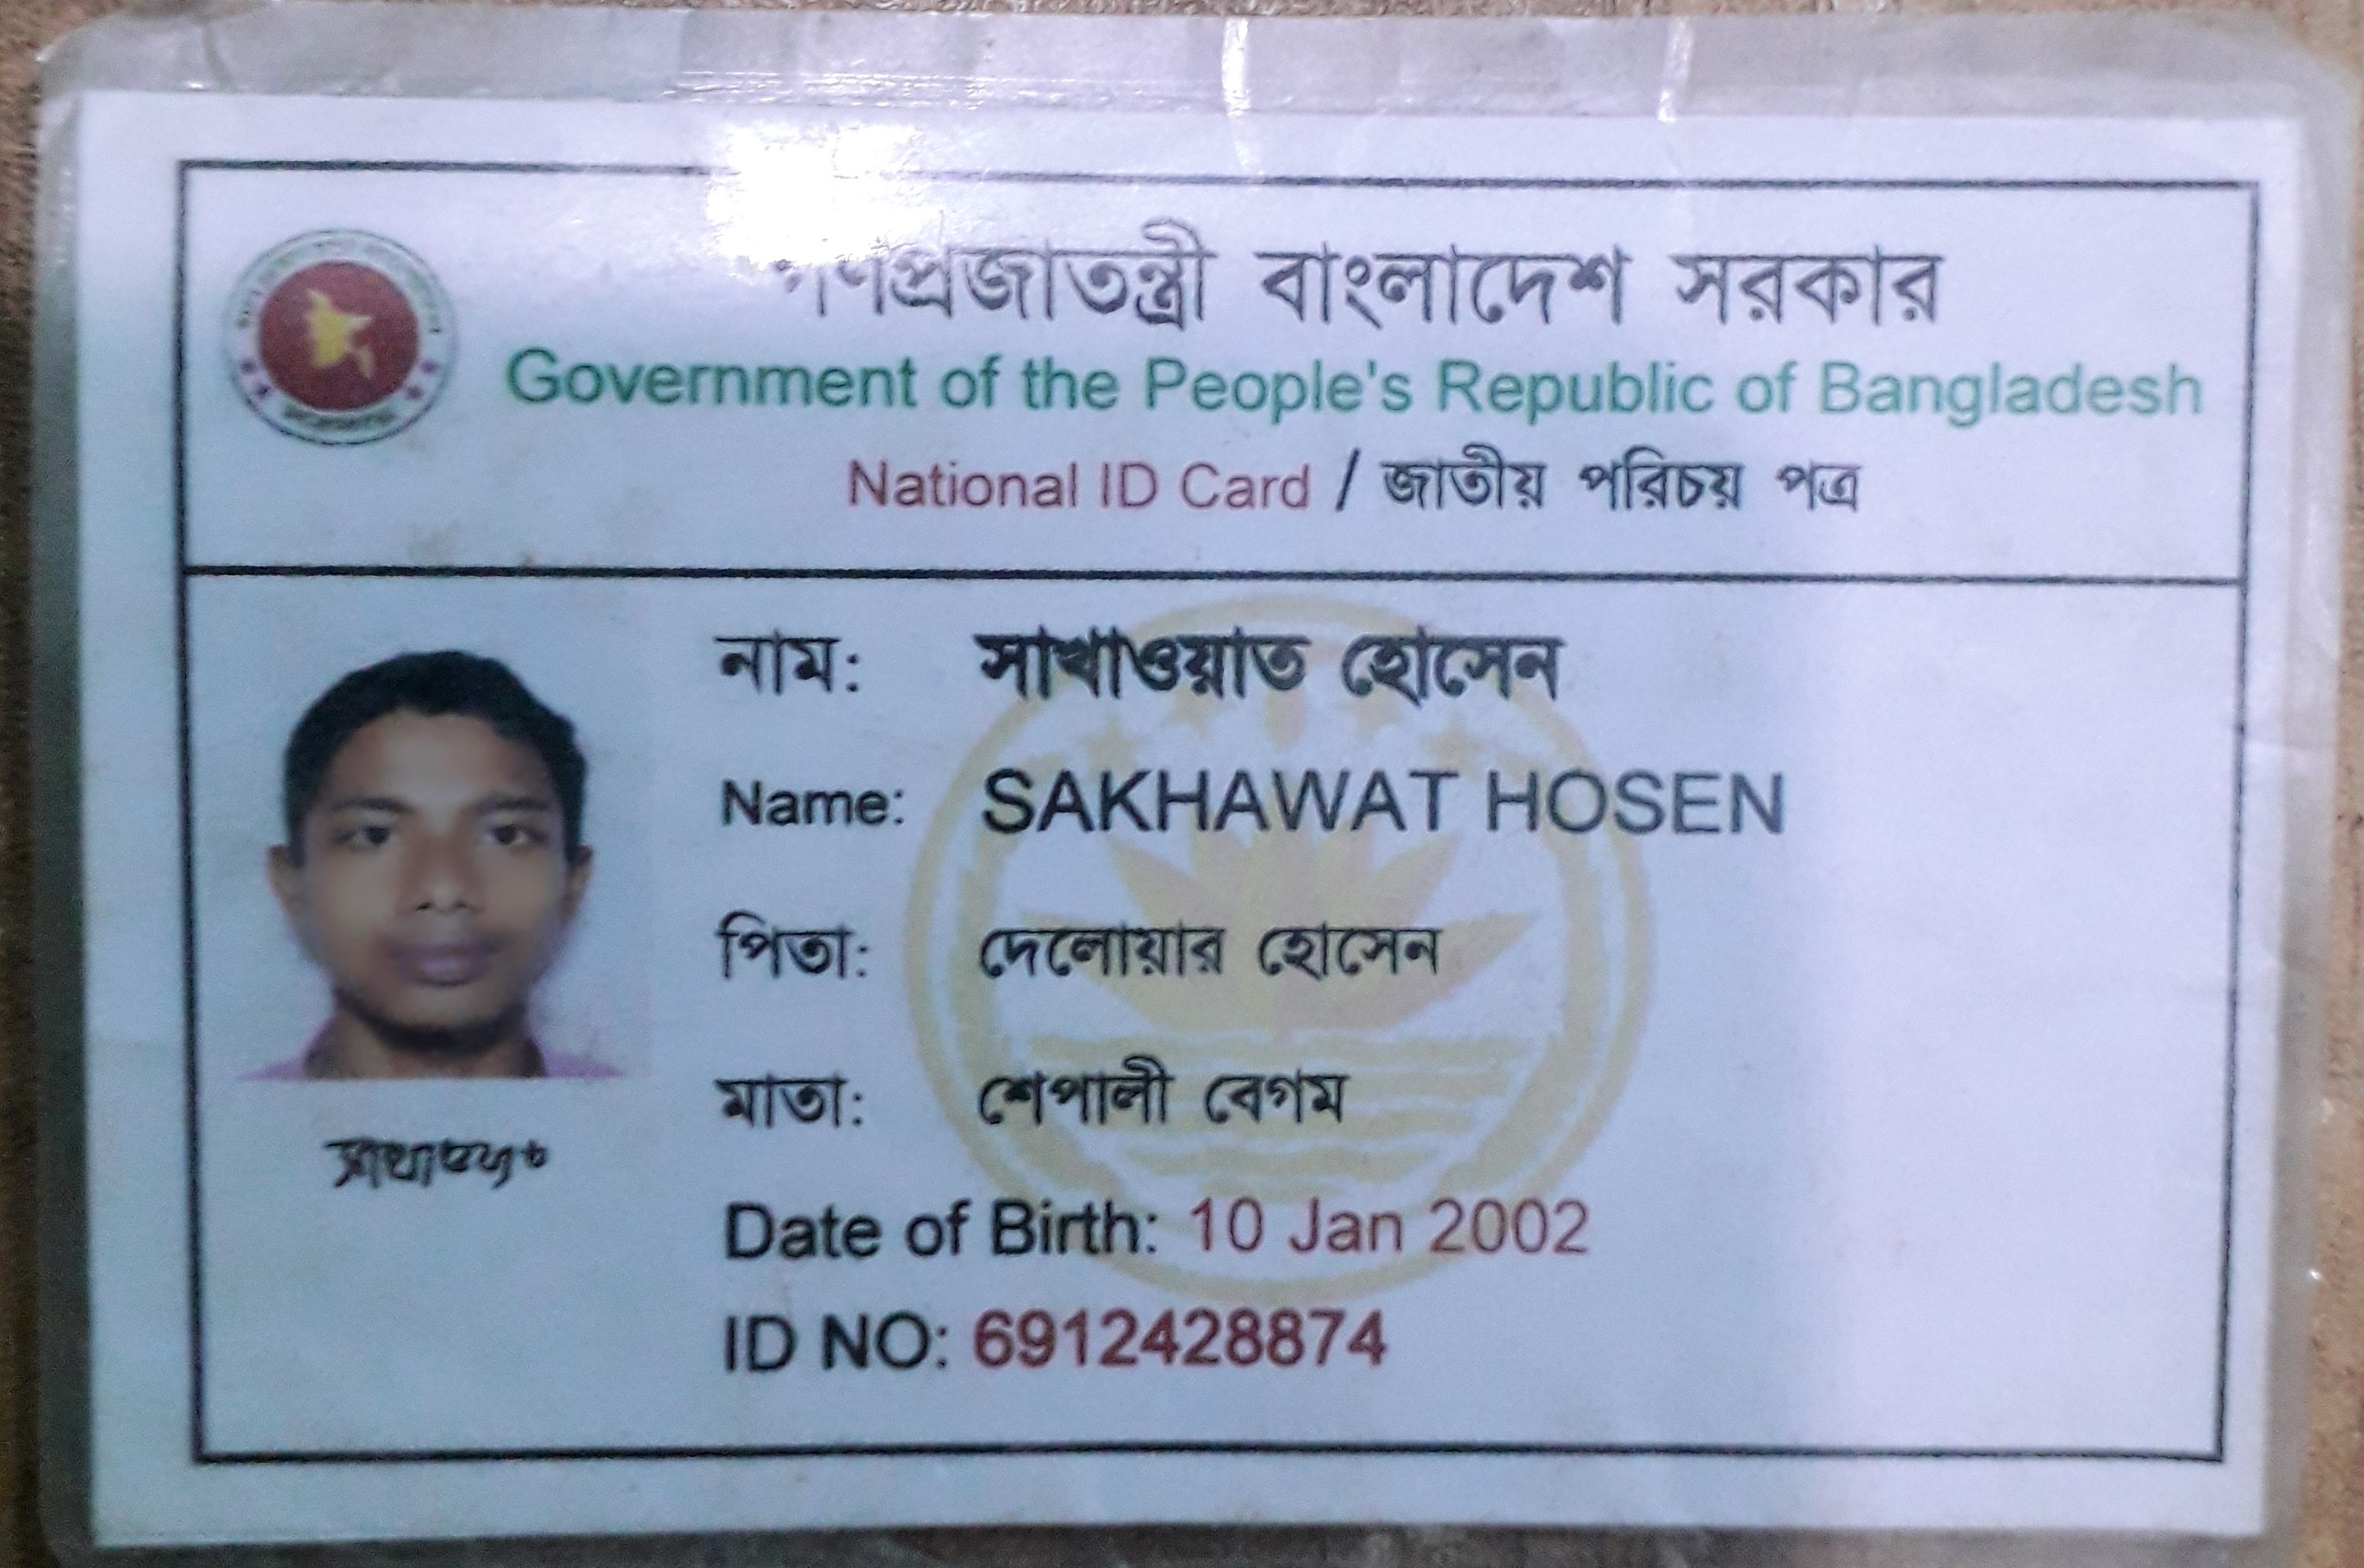 গণপ্রজাতন্ত্রী বাংলাদেশ সরকার
Government of the People's Republic of Bangladesh
National ID Card / জাতীয় পরিচয় পত্র
নাম: সাখাওয়াত হোসেন
Name: SAKHAWAT HOSEN
পিতা: দেলোয়ার হোসেন
মাতা: শেপালী বেগম
সাখাওয়াত
Date of Birth: 10 Jan 2002
ID NO: 6912428874